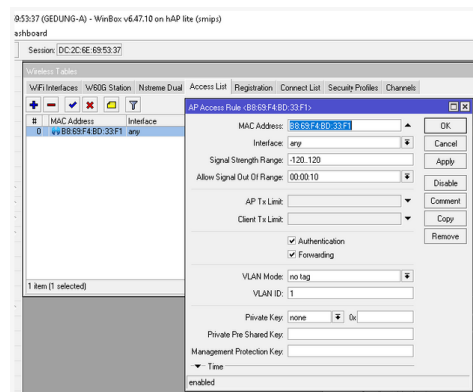 9:53:37 (GEDUNG-A) - WinBox v6.47.10 on hAP lite (smips)
ashboard
Session: DC:2C:6E:69:53:37
Wireless Tables
WiFi Interfaces W60G Station Nstreme Dual Access List Registration Connect List Security Profiles Channels
# MAC Address Interface
0 B8:69:F4:BD:33:F1 any
1 item (1 selected)
AP Access Rule <B8:69:F4:BD:33:F1>
MAC Address: B8:69:F4:BD:33:F1
Interface: any
Signal Strength Range: -120..120
Allow Signal Out Of Range: 00:00:10
AP Tx Limit:
Client Tx Limit:
Authentication
Forwarding
VLAN Mode: no tag
VLAN ID: 1
Private Key: none 0x
Private Pre Shared Key:
Management Protection Key:
Time
enabled
OK
Cancel
Apply
Disable
Comment
Copy
Remove